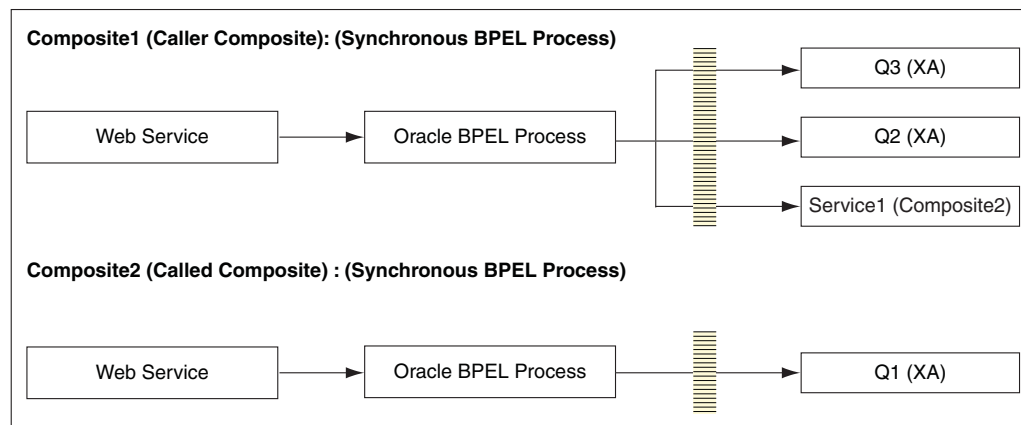 Composite1 (Caller Composite): (Synchronous BPEL Process)
Q3 (XA)
Web Service
Oracle BPEL Process
Q2 (XA)
Service1 (Composite2)
Composite2 (Called Composite) : (Synchronous BPEL Process)
Web Service
Oracle BPEL Process
Q1 (XA)